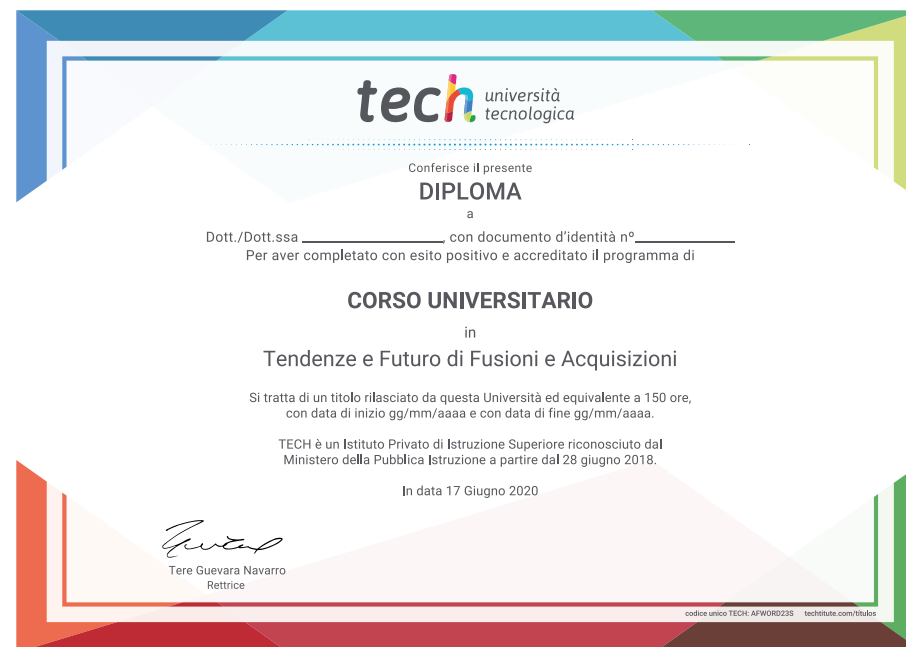 tech università
tecnologica
Conferisce il presente
DIPLOMA
a
Dott./Dott.ssa _________________, con documento d'identità nº____________
Per aver completato con esito positivo e accreditato il programma di
CORSO UNIVERSITARIO
in
Tendenze e Futuro di Fusioni e Acquisizioni
Si tratta di un titolo rilasciato da questa Università ed equivalente a 150 ore,
con data di inizio gg/mm/aaaa e con data di fine gg/mm/aaaa.
TECH è un Istituto Privato di Istruzione Superiore riconosciuto dal
Ministero della Pubblica Istruzione a partire dal 28 giugno 2018.
In data 17 Giugno 2020
Tere Guevara Navarro
Rettrice
codice unico TECH: AFWORD23S techtitute.com/títulos